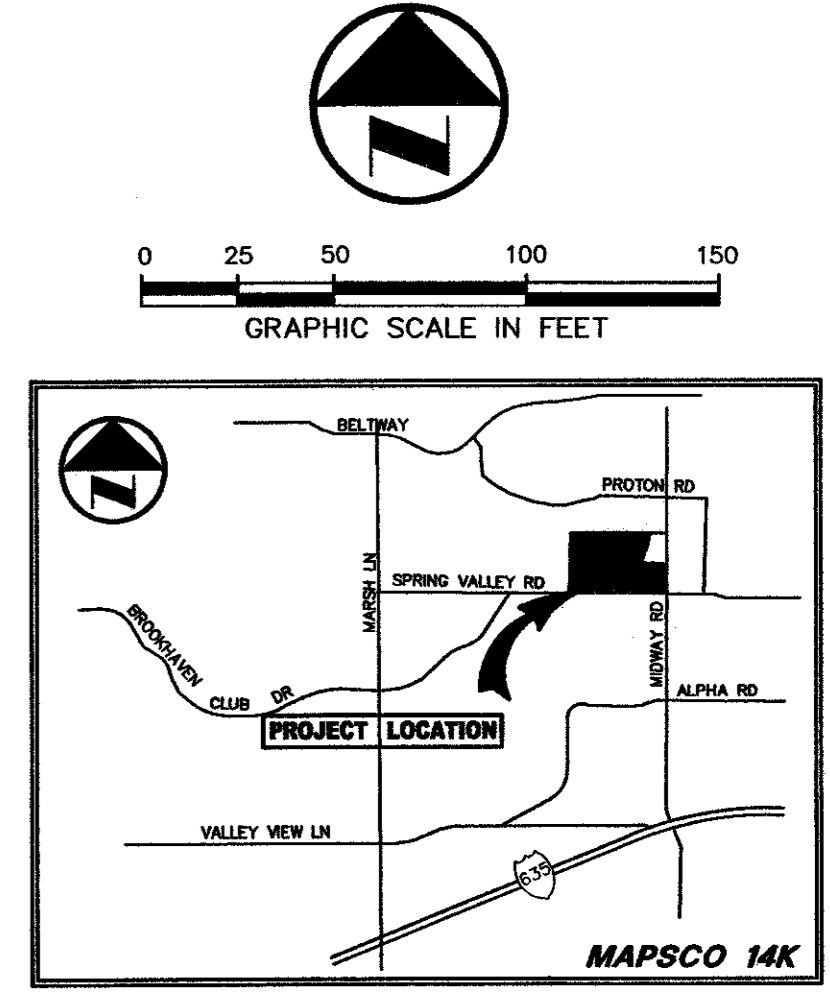 N
0 25 50 100 150
GRAPHIC SCALE IN FEET
N
BELTWAY
PROTON RD
MARSH LN
SPRING VALLEY RD
BROOKHAVEN
CLUB DR
MIDWAY RD
ALPHA RD
PROJECT LOCATION
VALLEY VIEW LN
635
MAPSCO 14K